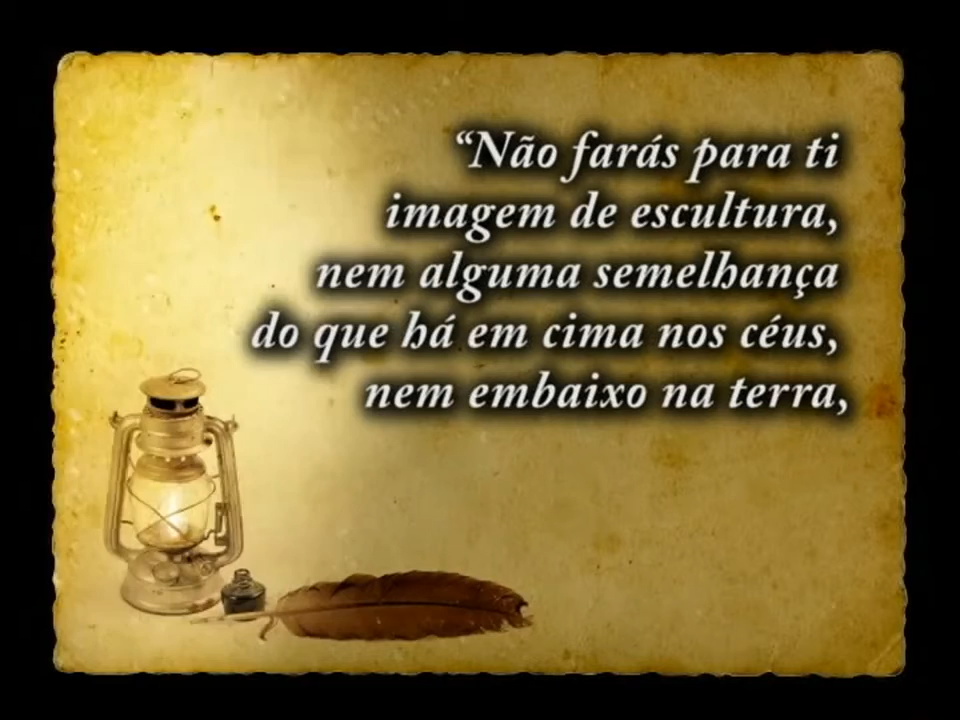 “Não farás para ti
imagem de escultura,
nem alguma semelhança
do que há em cima nos céus,
nem embaixo na terra,